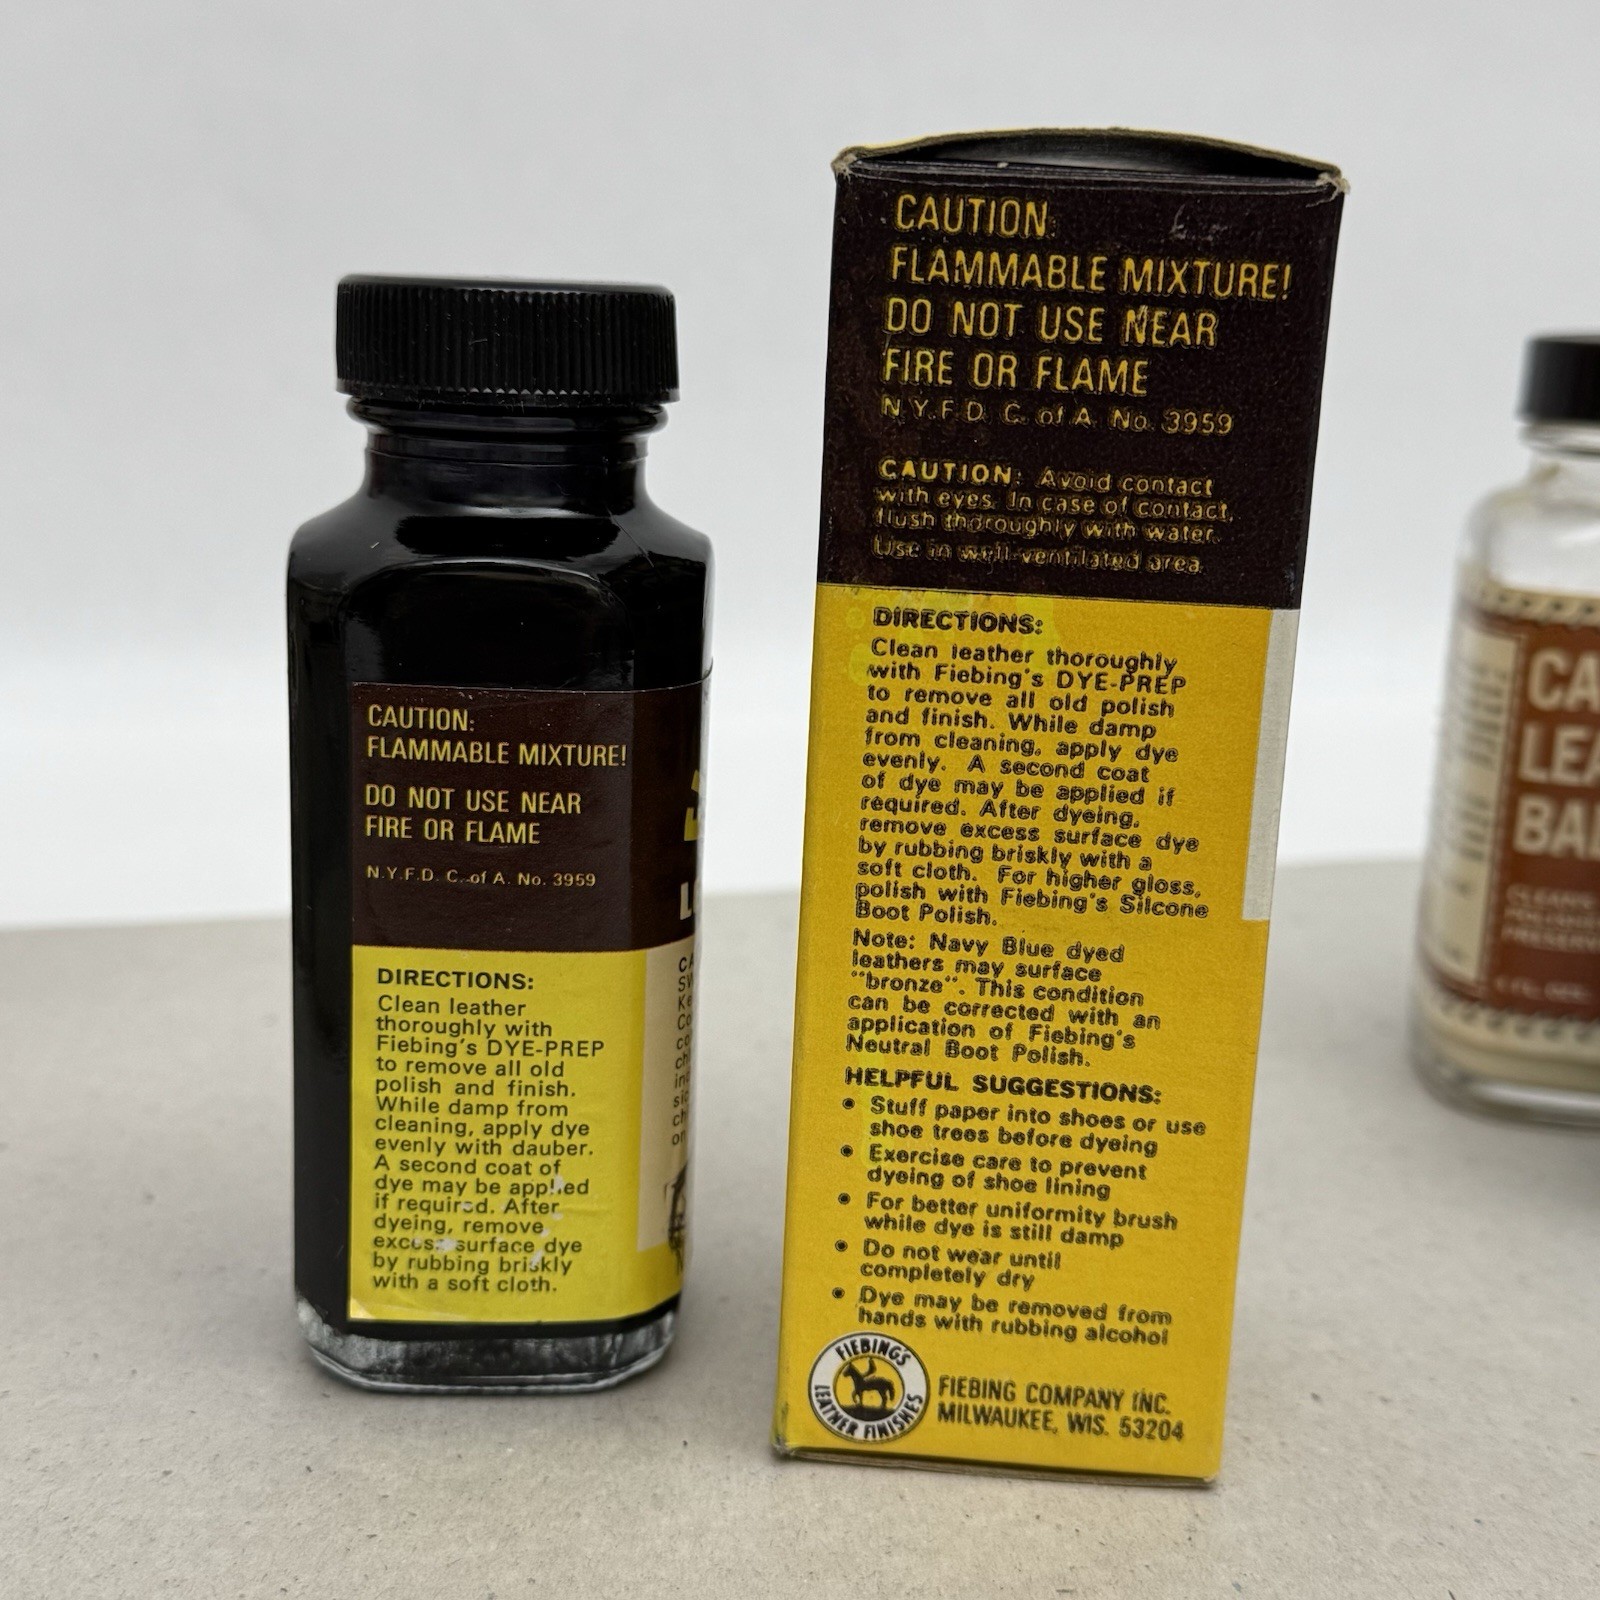 CAUTION:
FLAMMABLE MIXTURE!
DO NOT USE NEAR
FIRE OR FLAME
N.Y.F.D. C. of A. No. 3959
DIRECTIONS:
Clean leather
thoroughly with
Fiebing's DYE-PREP
to remove all old
polish and finish.
While damp from
cleaning, apply dye
evenly with dauber.
A second coat of
dye may be applied
if required. After
dyeing, remove
excess surface dye
by rubbing briskly
with a soft cloth.
CAUTION:
FLAMMABLE MIXTURE!
DO NOT USE NEAR
FIRE OR FLAME
N.Y.F.D. C. of A. No. 3959
CAUTION: Avoid contact
with eyes. In case of contact,
flush thoroughly with water.
Use in well-ventilated area.
DIRECTIONS:
Clean leather thoroughly
with Fiebing's DYE-PREP
to remove all old polish
and finish. While damp
from cleaning, apply dye
evenly. A second coat
of dye may be applied if
required. After dyeing,
remove excess surface dye
by rubbing briskly with a
soft cloth. For higher gloss,
polish with Fiebing's Silcone
Boot Polish.
Note: Navy Blue dyed
leathers may surface
"bronze". This condition
can be corrected with an
application of Fiebing's
Neutral Boot Polish.
HELPFUL SUGGESTIONS:
• Stuff paper into shoes or use
shoe trees before dyeing
• Exercise care to prevent
dyeing of shoe lining
• For better uniformity brush
while dye is still damp
• Do not wear until
completely dry
• Dye may be removed from
hands with rubbing alcohol
FIEBING'S
LEATHER FINISHES
FIEBING COMPANY INC.
MILWAUKEE, WIS. 53204
CA
LEA
BAL